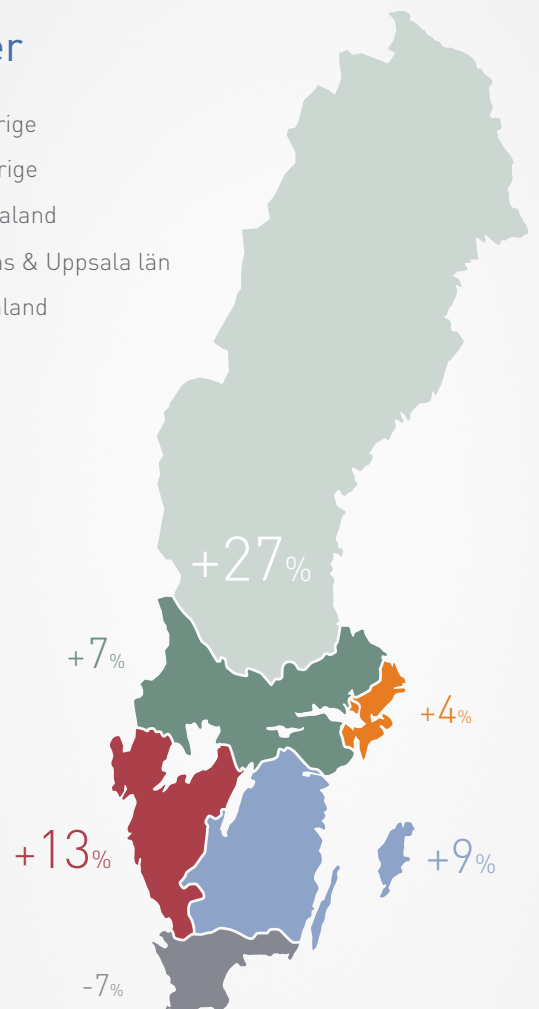 er
rige
rige
aland
as & Uppsala län
aland
+27%
+7%
+4%
+13%
+9%
-7%